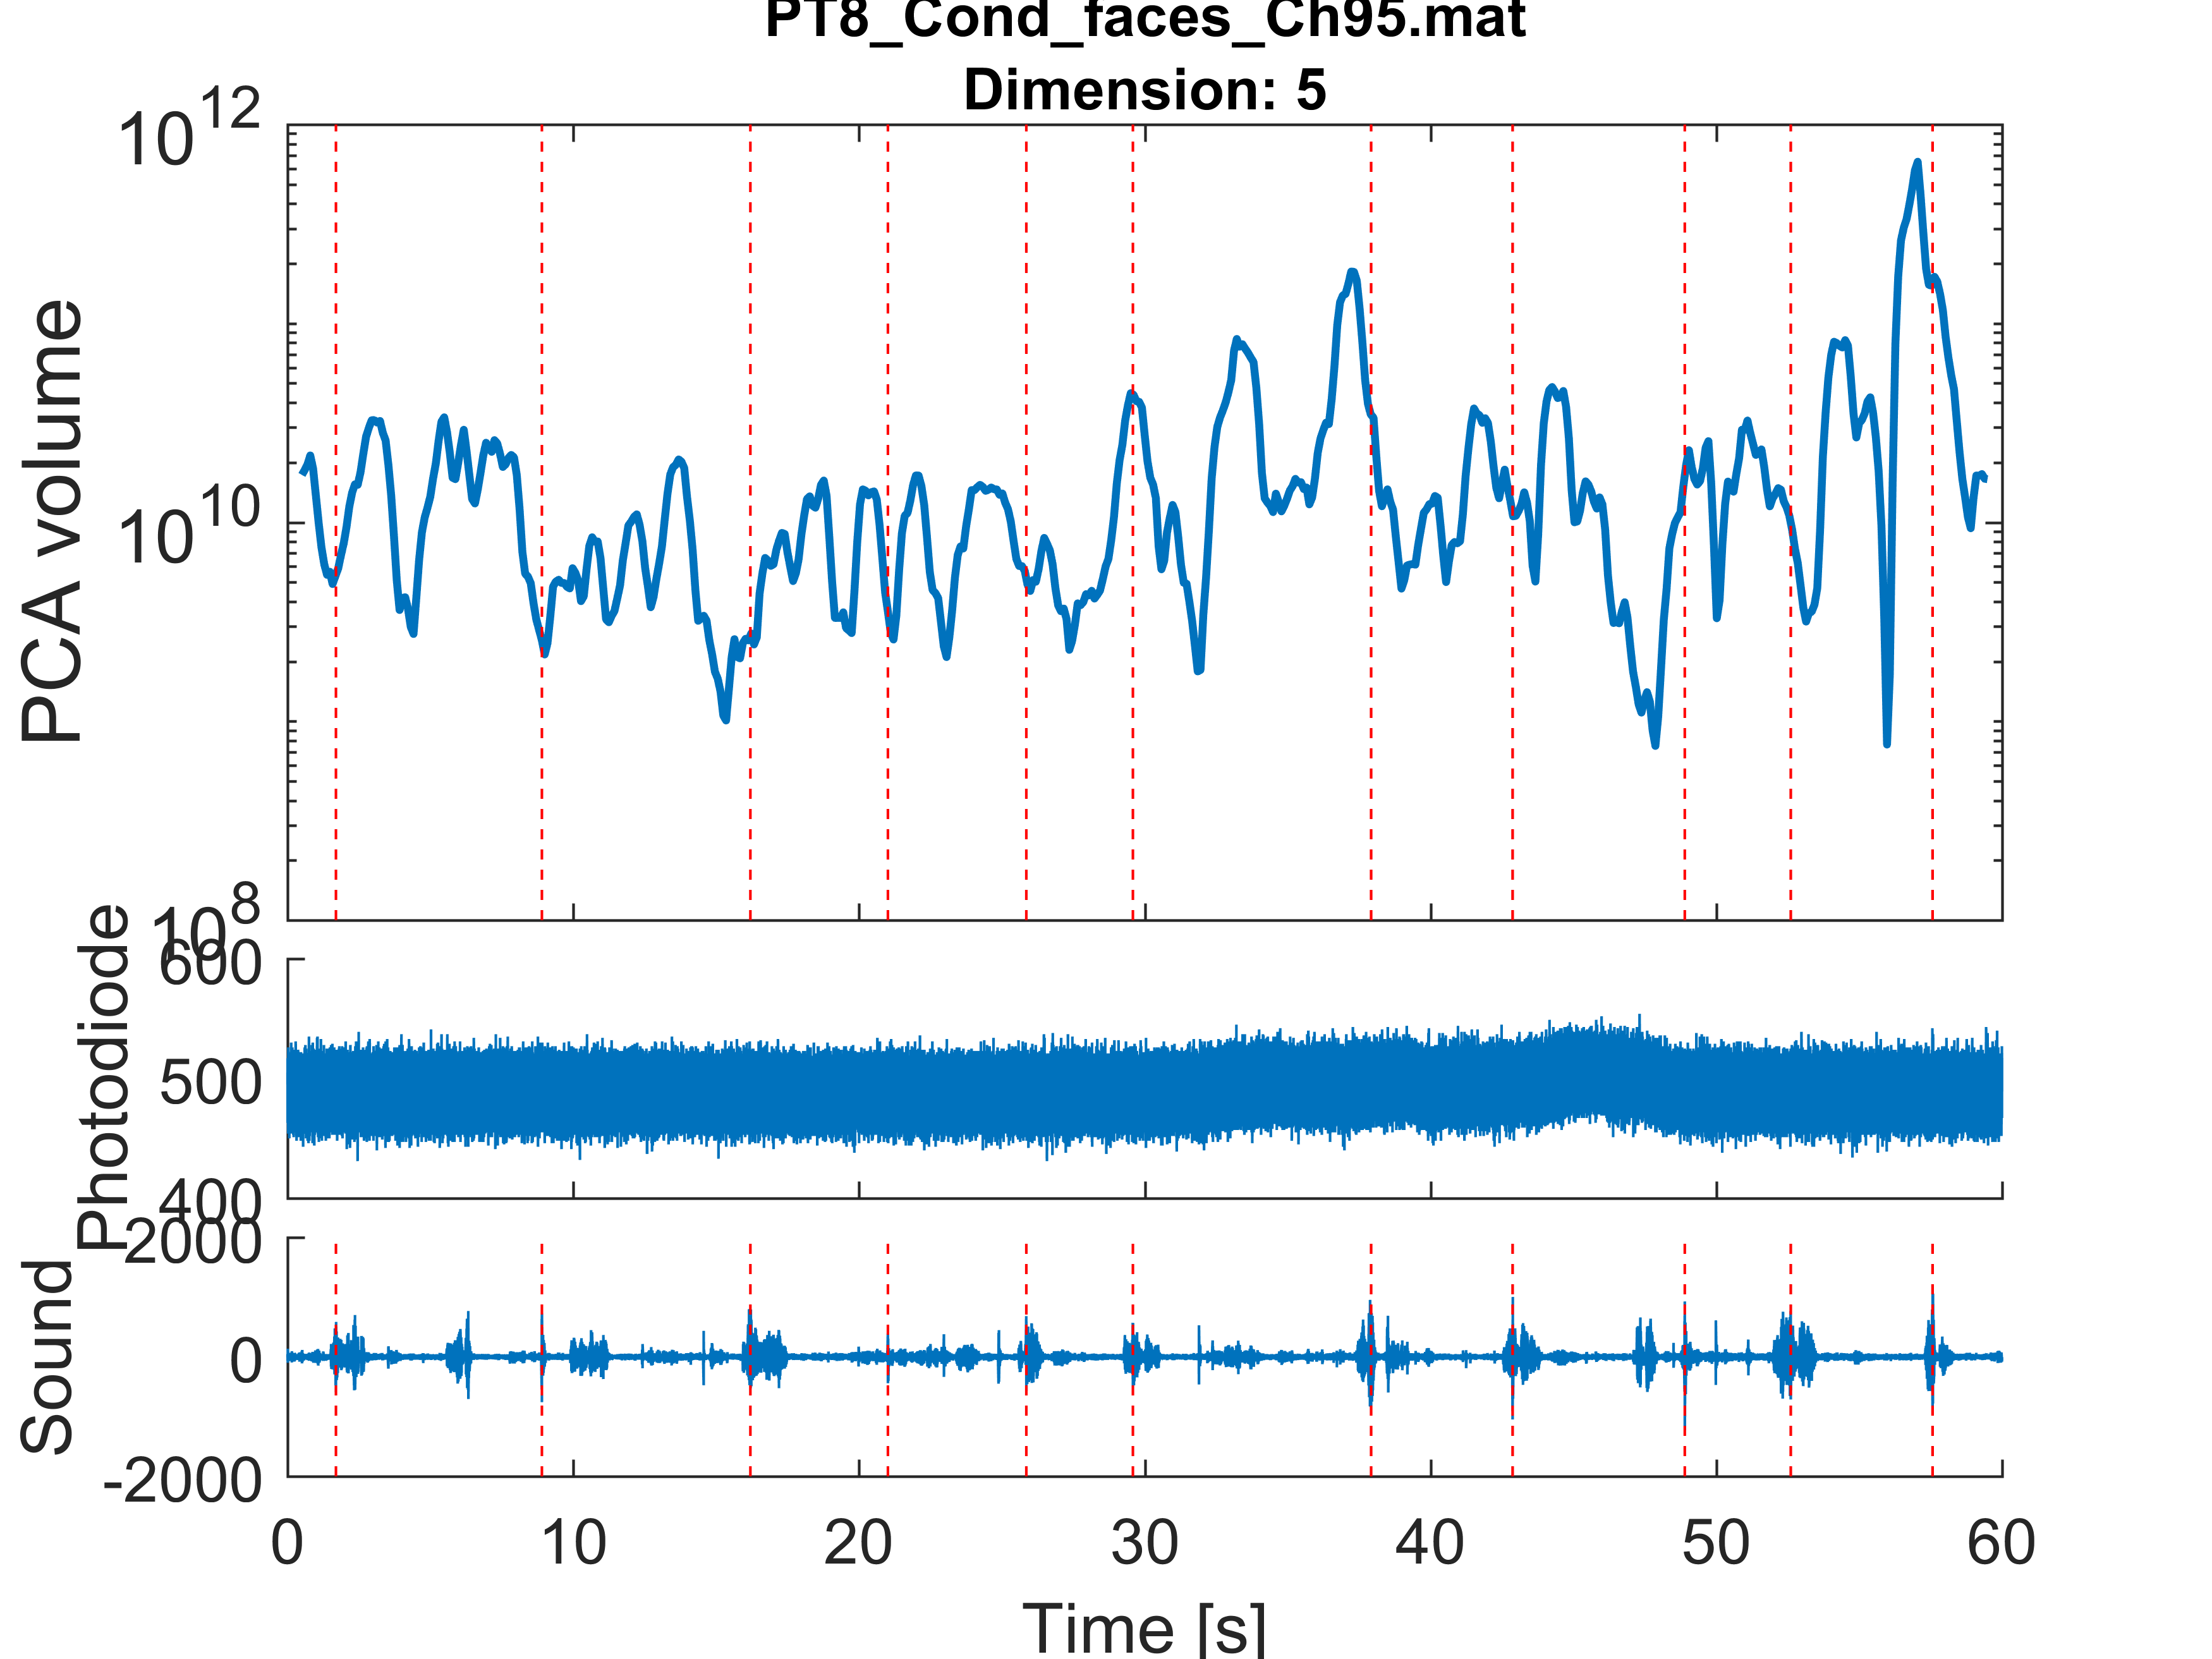 PT8_Cond_faces_Ch95.mat
Dimension: 5
10^12
10^10
10^8
PCA volume
600
500
400
Photodiode
2000
0
-2000
Sound
0 10 20 30 40 50 60
Time [s]